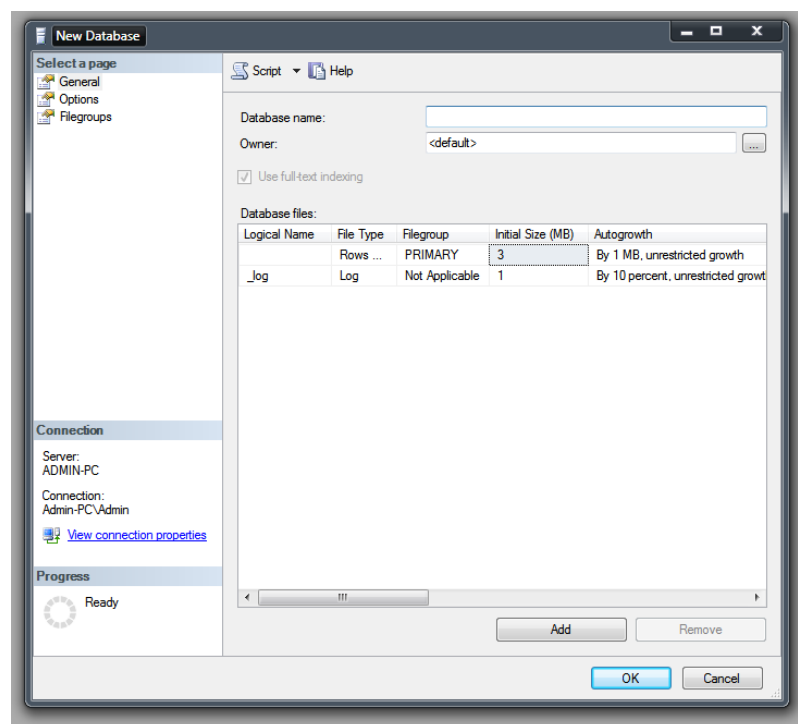 New Database
Select a page
General
Options
Filegroups
Script Help
Database name:
Owner: <default> ...
Use full-text indexing
Database files:
Logical Name File Type Filegroup Initial Size (MB) Autogrowth
Rows ... PRIMARY 3 By 1 MB, unrestricted growth
_log Log Not Applicable 1 By 10 percent, unrestricted growt
Connection
Server:
ADMIN-PC
Connection:
Admin-PC\Admin
View connection properties
Progress
Ready
Add Remove
OK Cancel